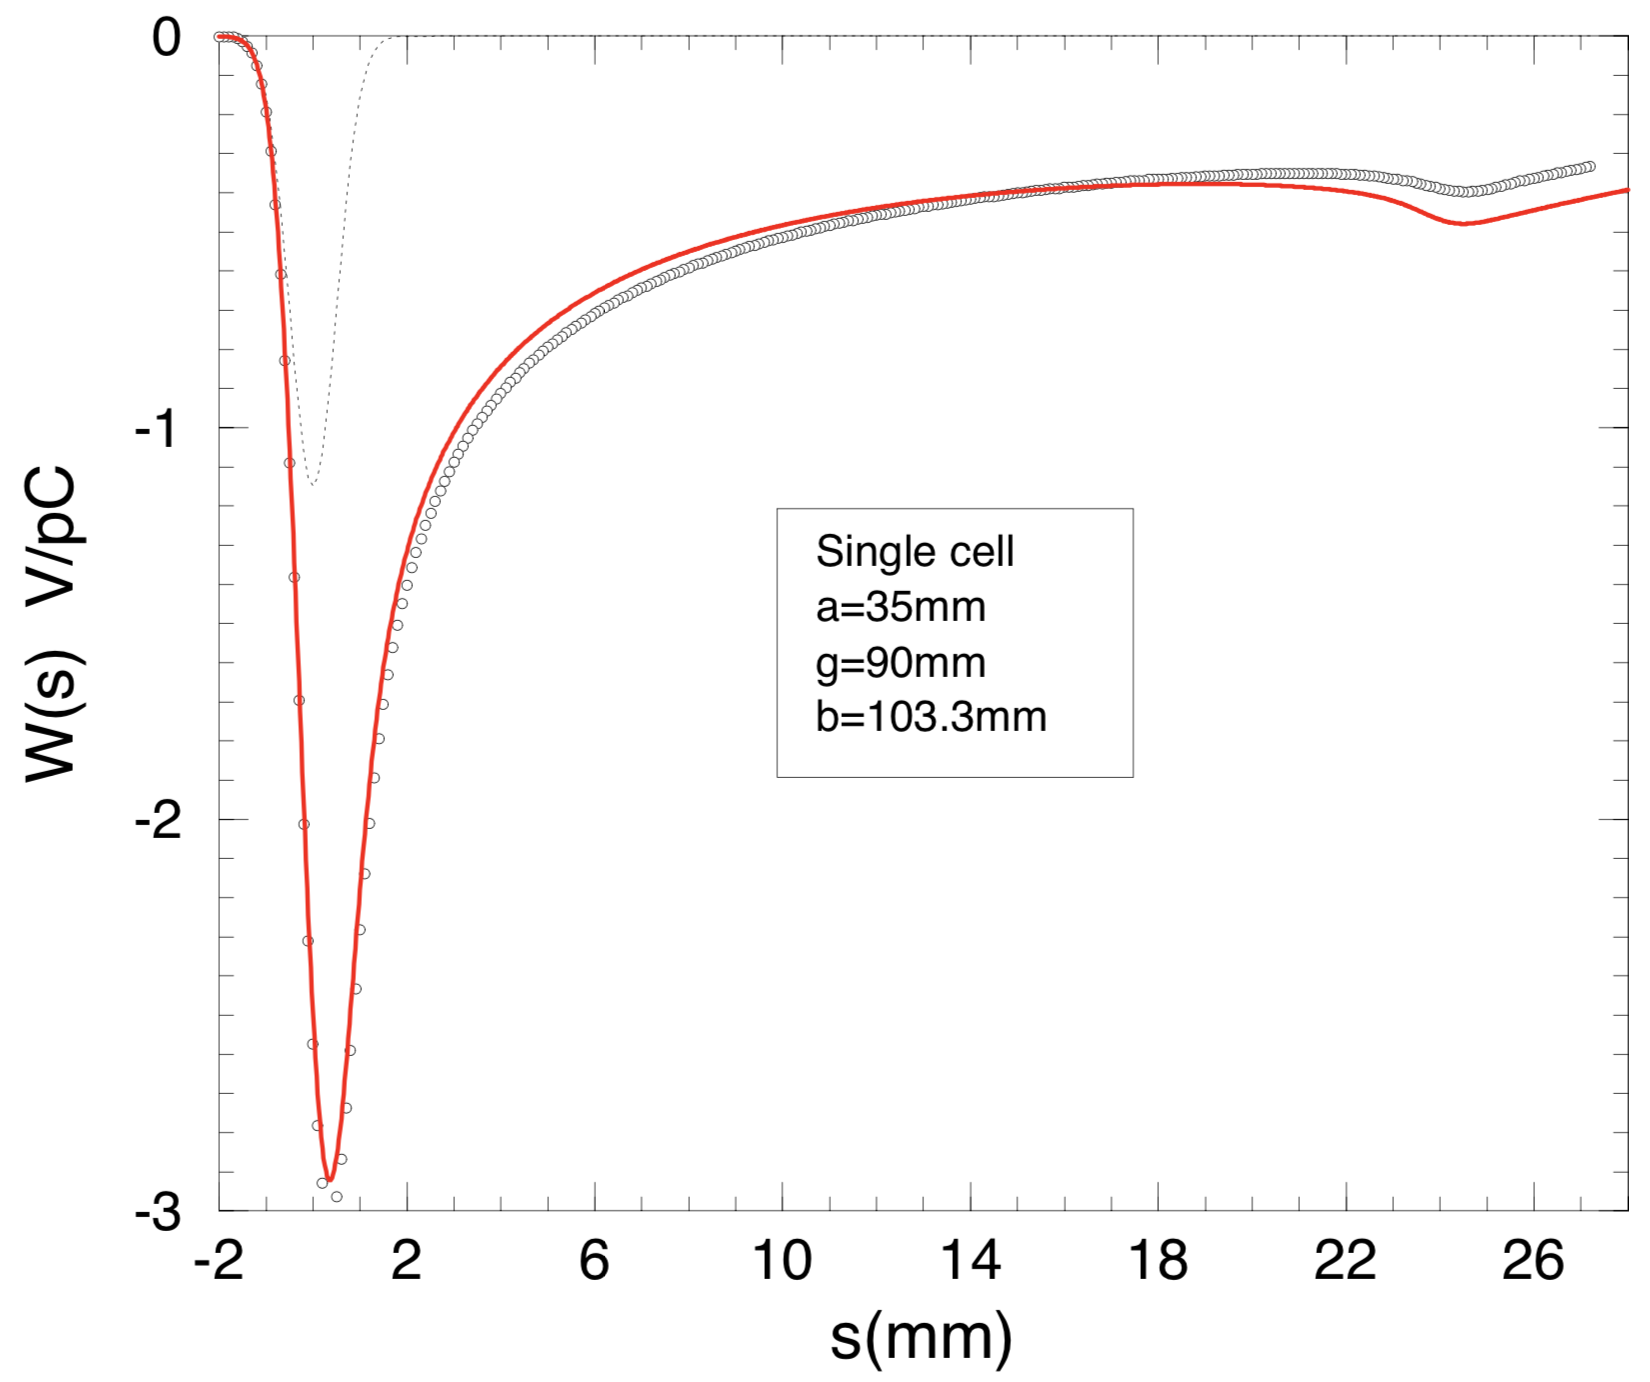 0
-1
-2
-3
W(s) V/pC
Single cell
a=35mm
g=90mm
b=103.3mm
-2 2 6 10 14 18 22 26
s(mm)